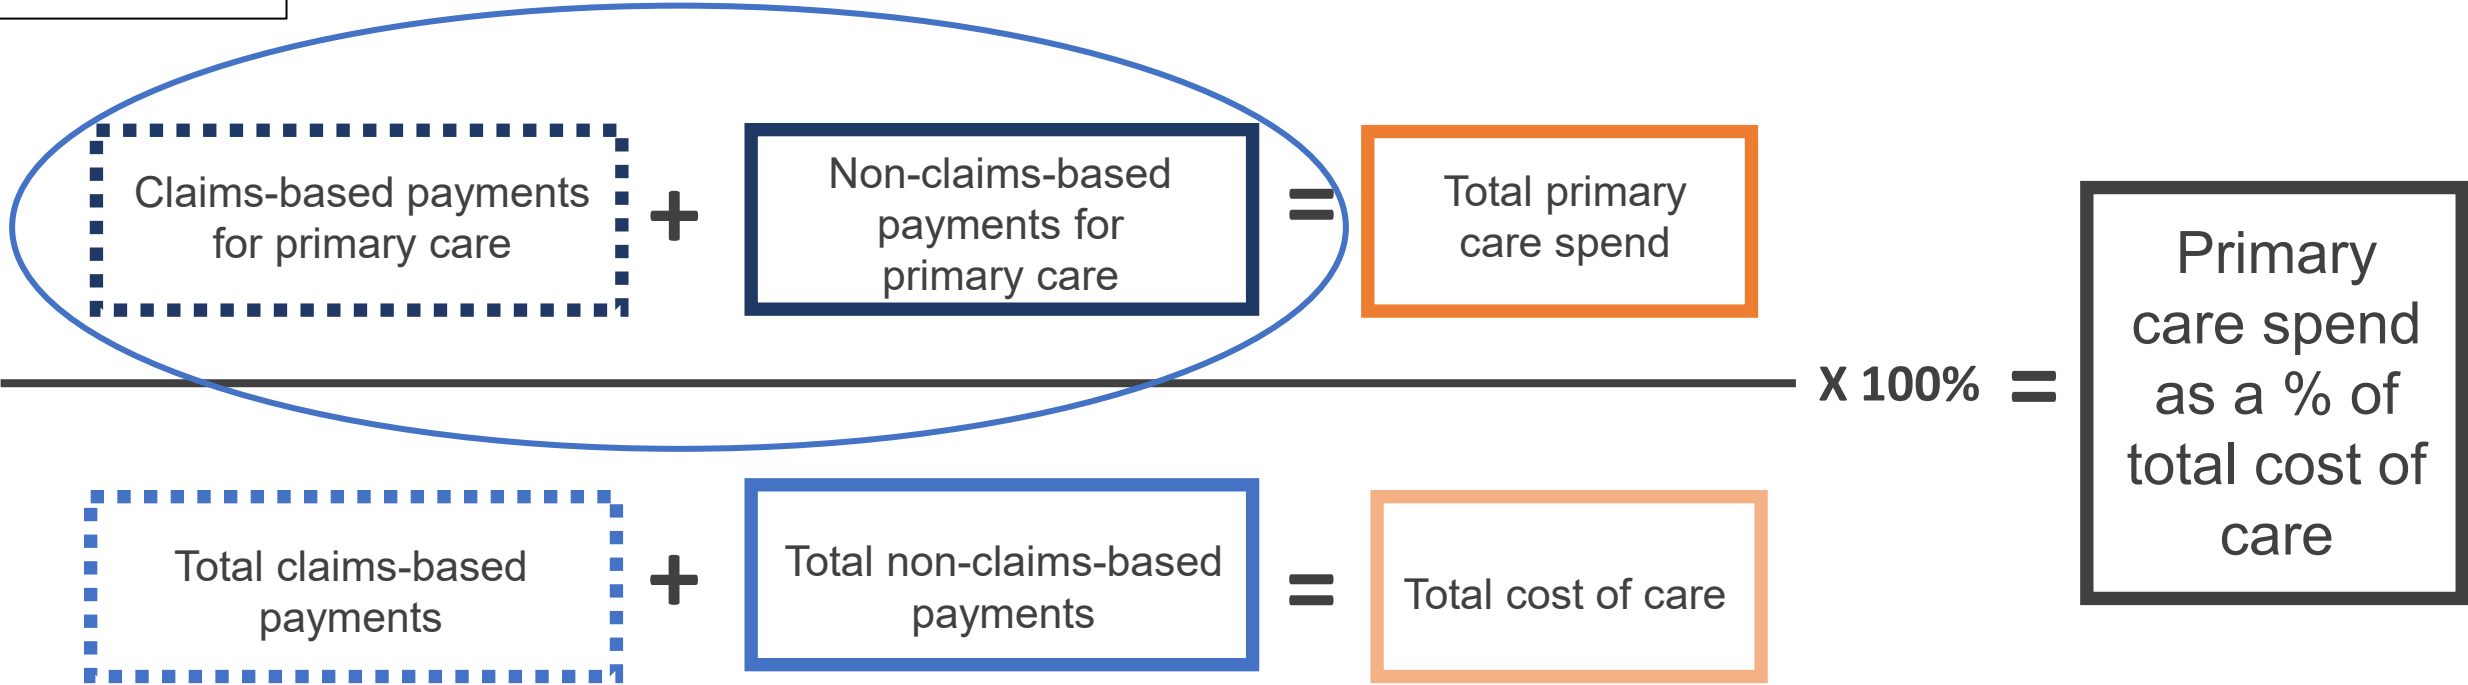 Claims-based payments
for primary care
+
Non-claims-based
payments for
primary care
=
Total primary
care spend
X 100% =
Primary
care spend
as a % of
total cost of
care
Total claims-based
payments
+
Total non-claims-based
payments
=
Total cost of care